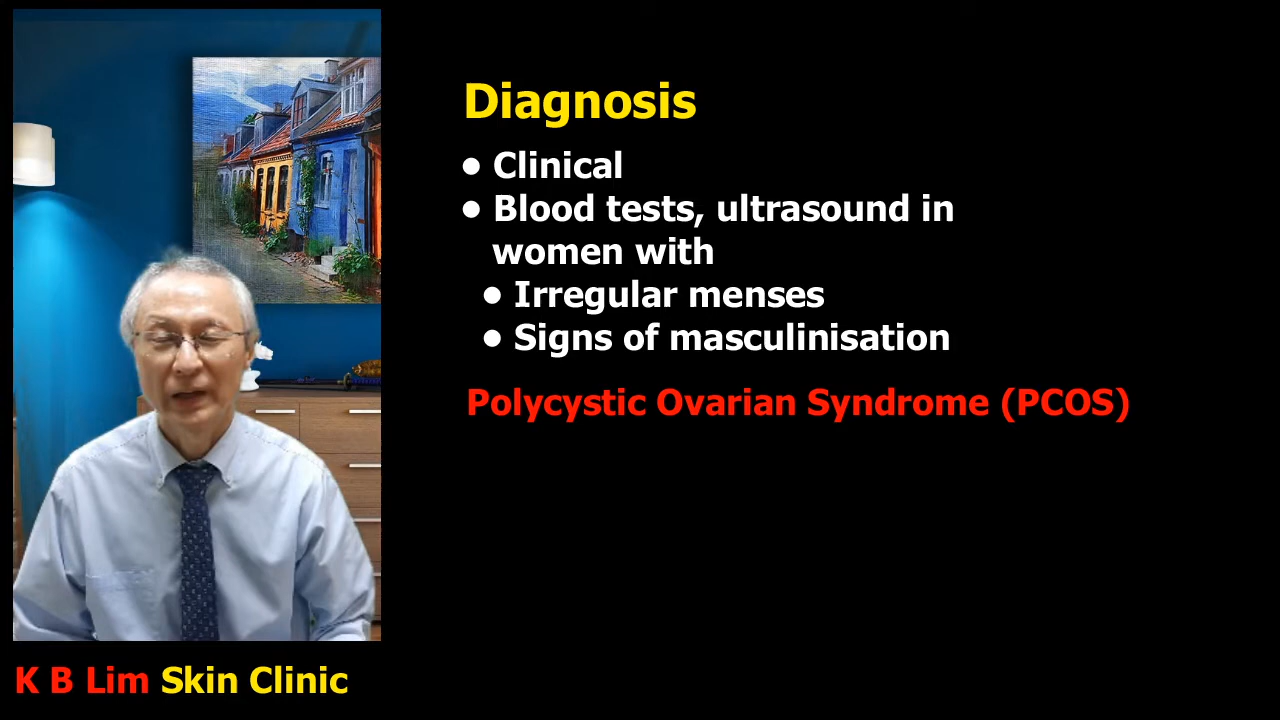 Diagnosis
• Clinical
• Blood tests, ultrasound in
women with
• Irregular menses
• Signs of masculinisation
Polycystic Ovarian Syndrome (PCOS)
K B Lim Skin Clinic